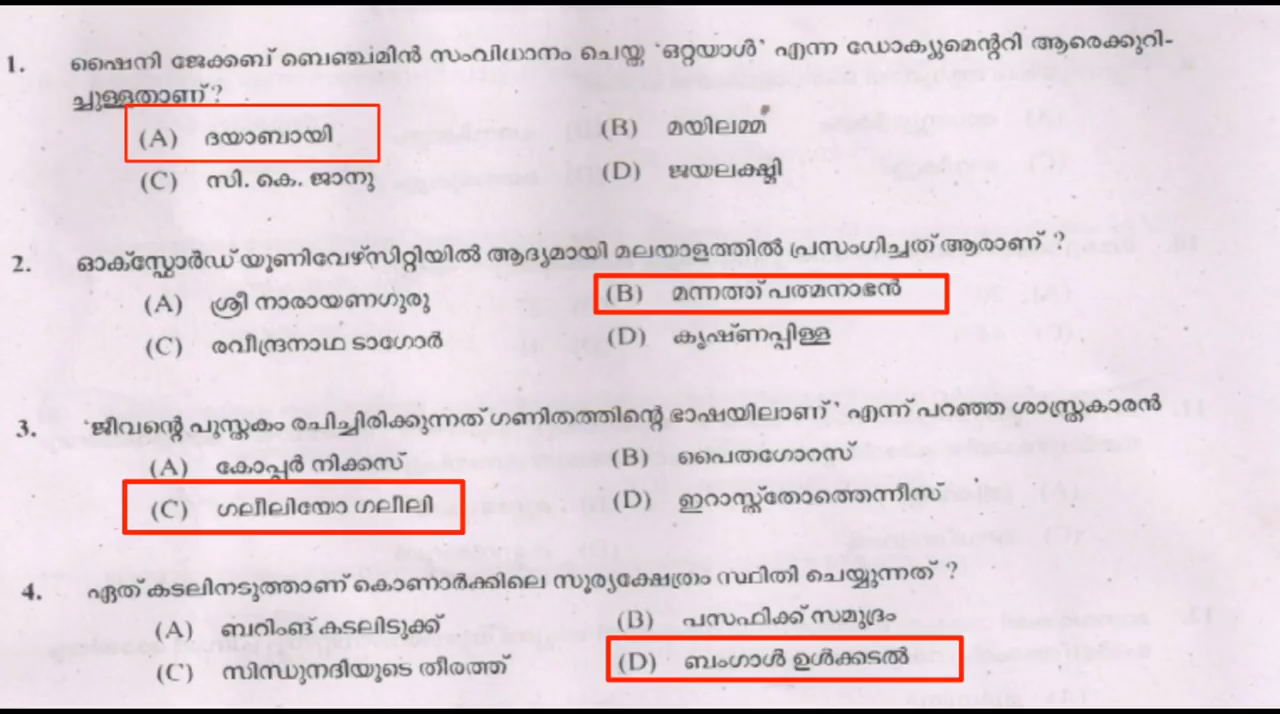 1. ഷൈനി ജേക്കബ് ബെഞ്ചമിൻ സംവിധാനം ചെയ്ത 'ഒറ്റയാൾ' എന്ന ഡോക്യുമെന്ററി ആരെക്കുറി-
ച്ചുള്ളതാണ് ?
(A) ദയാബായി (B) മയിലമ്മ
(C) സി. കെ. ജാനു (D) ജയലക്ഷ്മി
2. ഓക്സ്ഫോർഡ് യൂണിവേഴ്സിറ്റിയിൽ ആദ്യമായി മലയാളത്തിൽ പ്രസംഗിച്ചത് ആരാണ് ?
(A) ശ്രീ നാരായണഗുരു (B) മന്നത്ത് പത്മനാഭൻ
(C) രവീന്ദ്രനാഥ ടാഗോർ (D) കൃഷ്ണപ്പിള്ള
3. 'ജീവന്റെ പുസ്തകം രചിച്ചിരിക്കുന്നത് ഗണിതത്തിന്റെ ഭാഷയിലാണ് ' എന്ന് പറഞ്ഞ ശാസ്ത്രകാരൻ
(A) കോപ്പർ നിക്കസ് (B) പൈതഗോറസ്
(C) ഗലീലിയോ ഗലീലി (D) ഇറാസ്തോത്തെന്നീസ്
4. ഏത് കടലിനടുത്താണ് കൊണാർക്കിലെ സൂര്യക്ഷേത്രം സ്ഥിതി ചെയ്യുന്നത് ?
(A) ബറിംങ് കടലിടുക്ക് (B) പസഫിക്ക് സമുദ്രം
(C) സിന്ധുനദിയുടെ തീരത്ത് (D) ബംഗാൾ ഉൾക്കടൽ